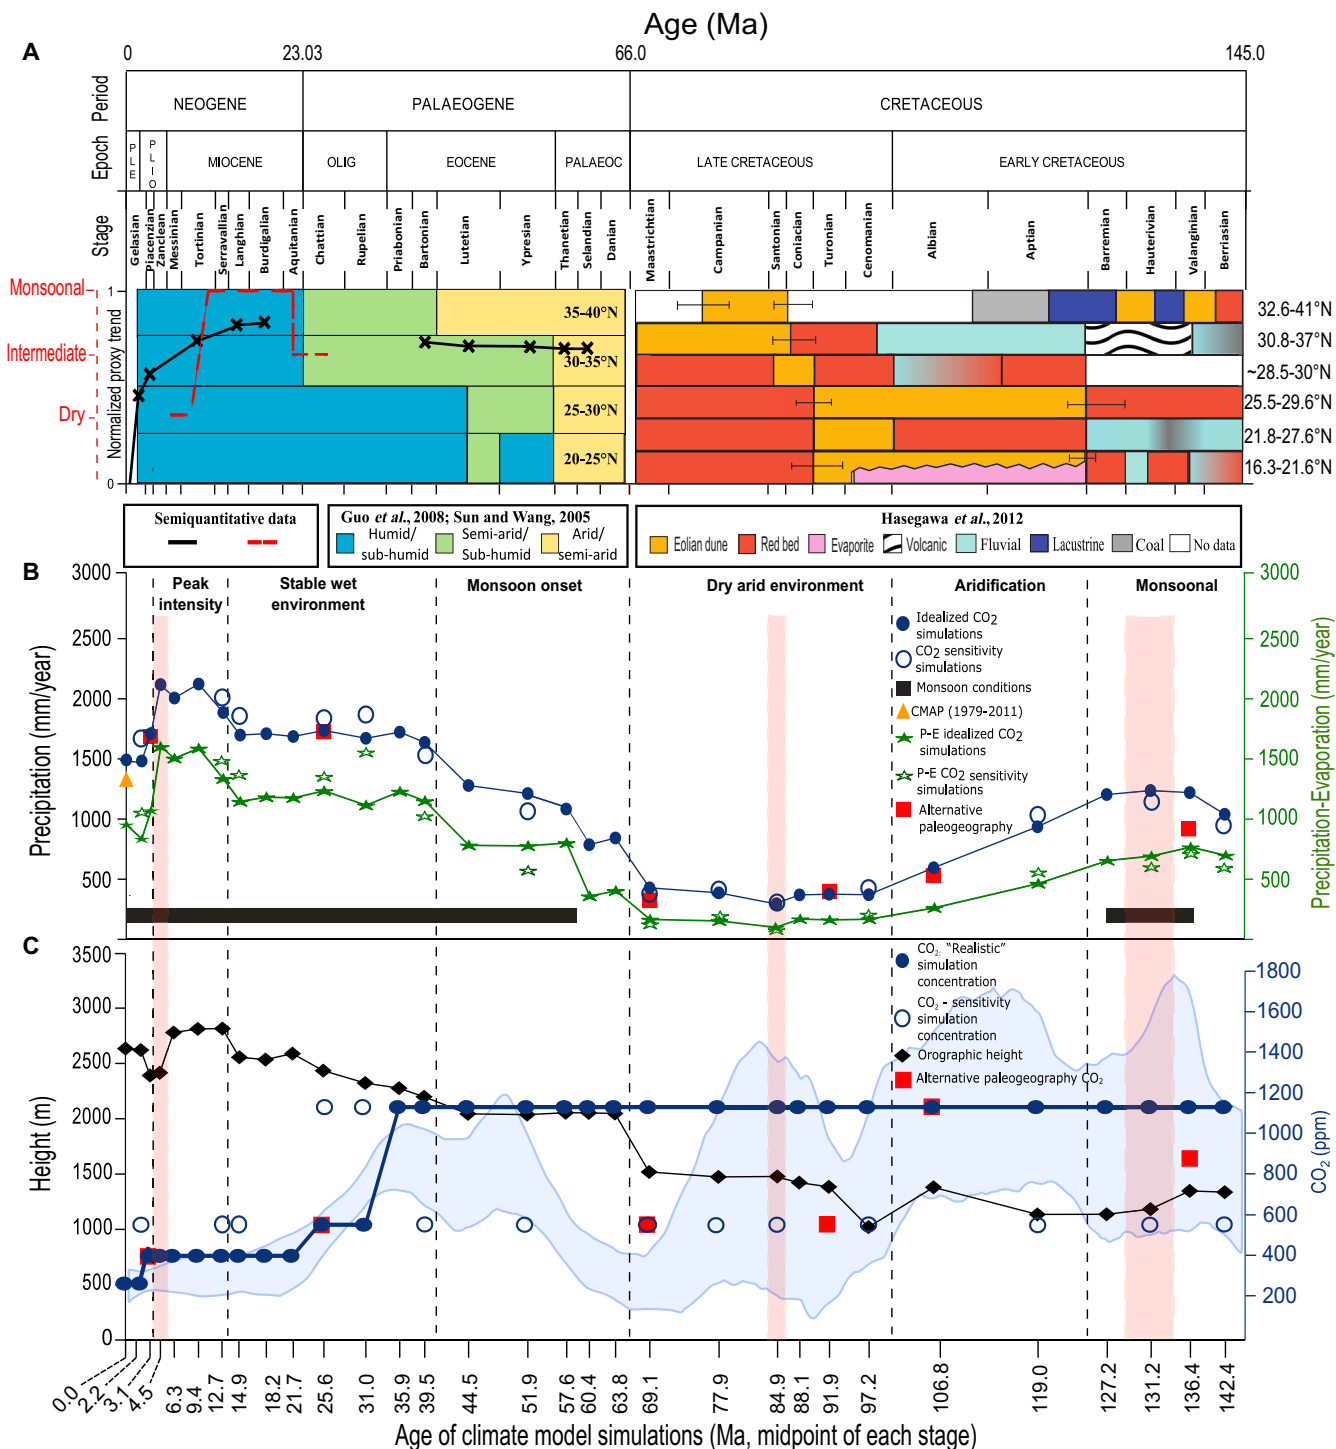 Age (Ma)
A
0 23.03 66.0 145.0
Period
NEOGENE PALAEOGENE CRETACEOUS
Epoch
PLE PLIO MIOCENE OLIG EOCENE PALAEOC LATE CRETACEOUS EARLY CRETACEOUS
Stage
Gelasian Piacenzian Zanclean Messinian Tortinian Serravallian Langhian Burdigalian Aquitanian Chattian Rupelian Priabonian Bartonian Lutetian Ypresian Thanetian Selandian Danian Maastrichtian Campanian Santonian Coniacian Turonian Cenomanian Albian Aptian Barremian Hauterivian Valanginian Berriasian
Monsoonal
Intermediate
Dry
Normalized proxy trend
1
0
35-40°N
30-35°N
25-30°N
20-25°N
32.6-41°N
30.8-37°N
~28.5-30°N
25.5-29.6°N
21.8-27.6°N
16.3-21.6°N
Semiquantitative data
Guo et al., 2008; Sun and Wang, 2005
Humid/
sub-humid
Semi-arid/
Sub-humid
Arid/
semi-arid
Hasegawa et al., 2012
Eolian dune Red bed Evaporite Volcanic Fluvial Lacustrine Coal No data
B
Peak
intensity
Stable wet
environment
Monsoon onset
Dry arid environment
Aridification
Monsoonal
Precipitation (mm/year)
3000
2500
2000
1500
1000
500
Idealized CO2
simulations
CO2 sensitivity
simulations
Monsoon conditions
CMAP (1979-2011)
P-E idealized CO2
simulations
P-E CO2 sensitivity
simulations
Alternative
paleogeography
3000
2500
2000
1500
1000
500
Precipitation-Evaporation (mm/year)
C
Height (m)
3500
3000
2500
2000
1500
1000
500
0
CO2: "Realistic"
simulation
concentration
CO2 - sensitivity
simulation
concentration
Orographic height
Alternative paleogeography CO2
1800
1600
1400
1200
1000
800
600
400
200
CO2 (ppm)
0.0 2.2 3.1 4.5 6.3 9.4 12.7 14.9 18.2 21.7 25.6 31.0 35.9 39.5 44.5 51.9 57.6 60.4 63.8 69.1 77.9 84.9 88.1 91.9 97.2 106.8 119.0 127.2 131.2 136.4 142.4
Age of climate model simulations (Ma, midpoint of each stage)